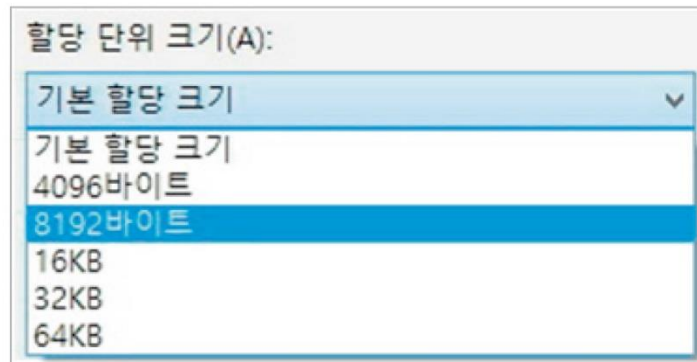 할당 단위 크기(A):
기본 할당 크기
기본 할당 크기
4096바이트
8192바이트
16KB
32KB
64KB